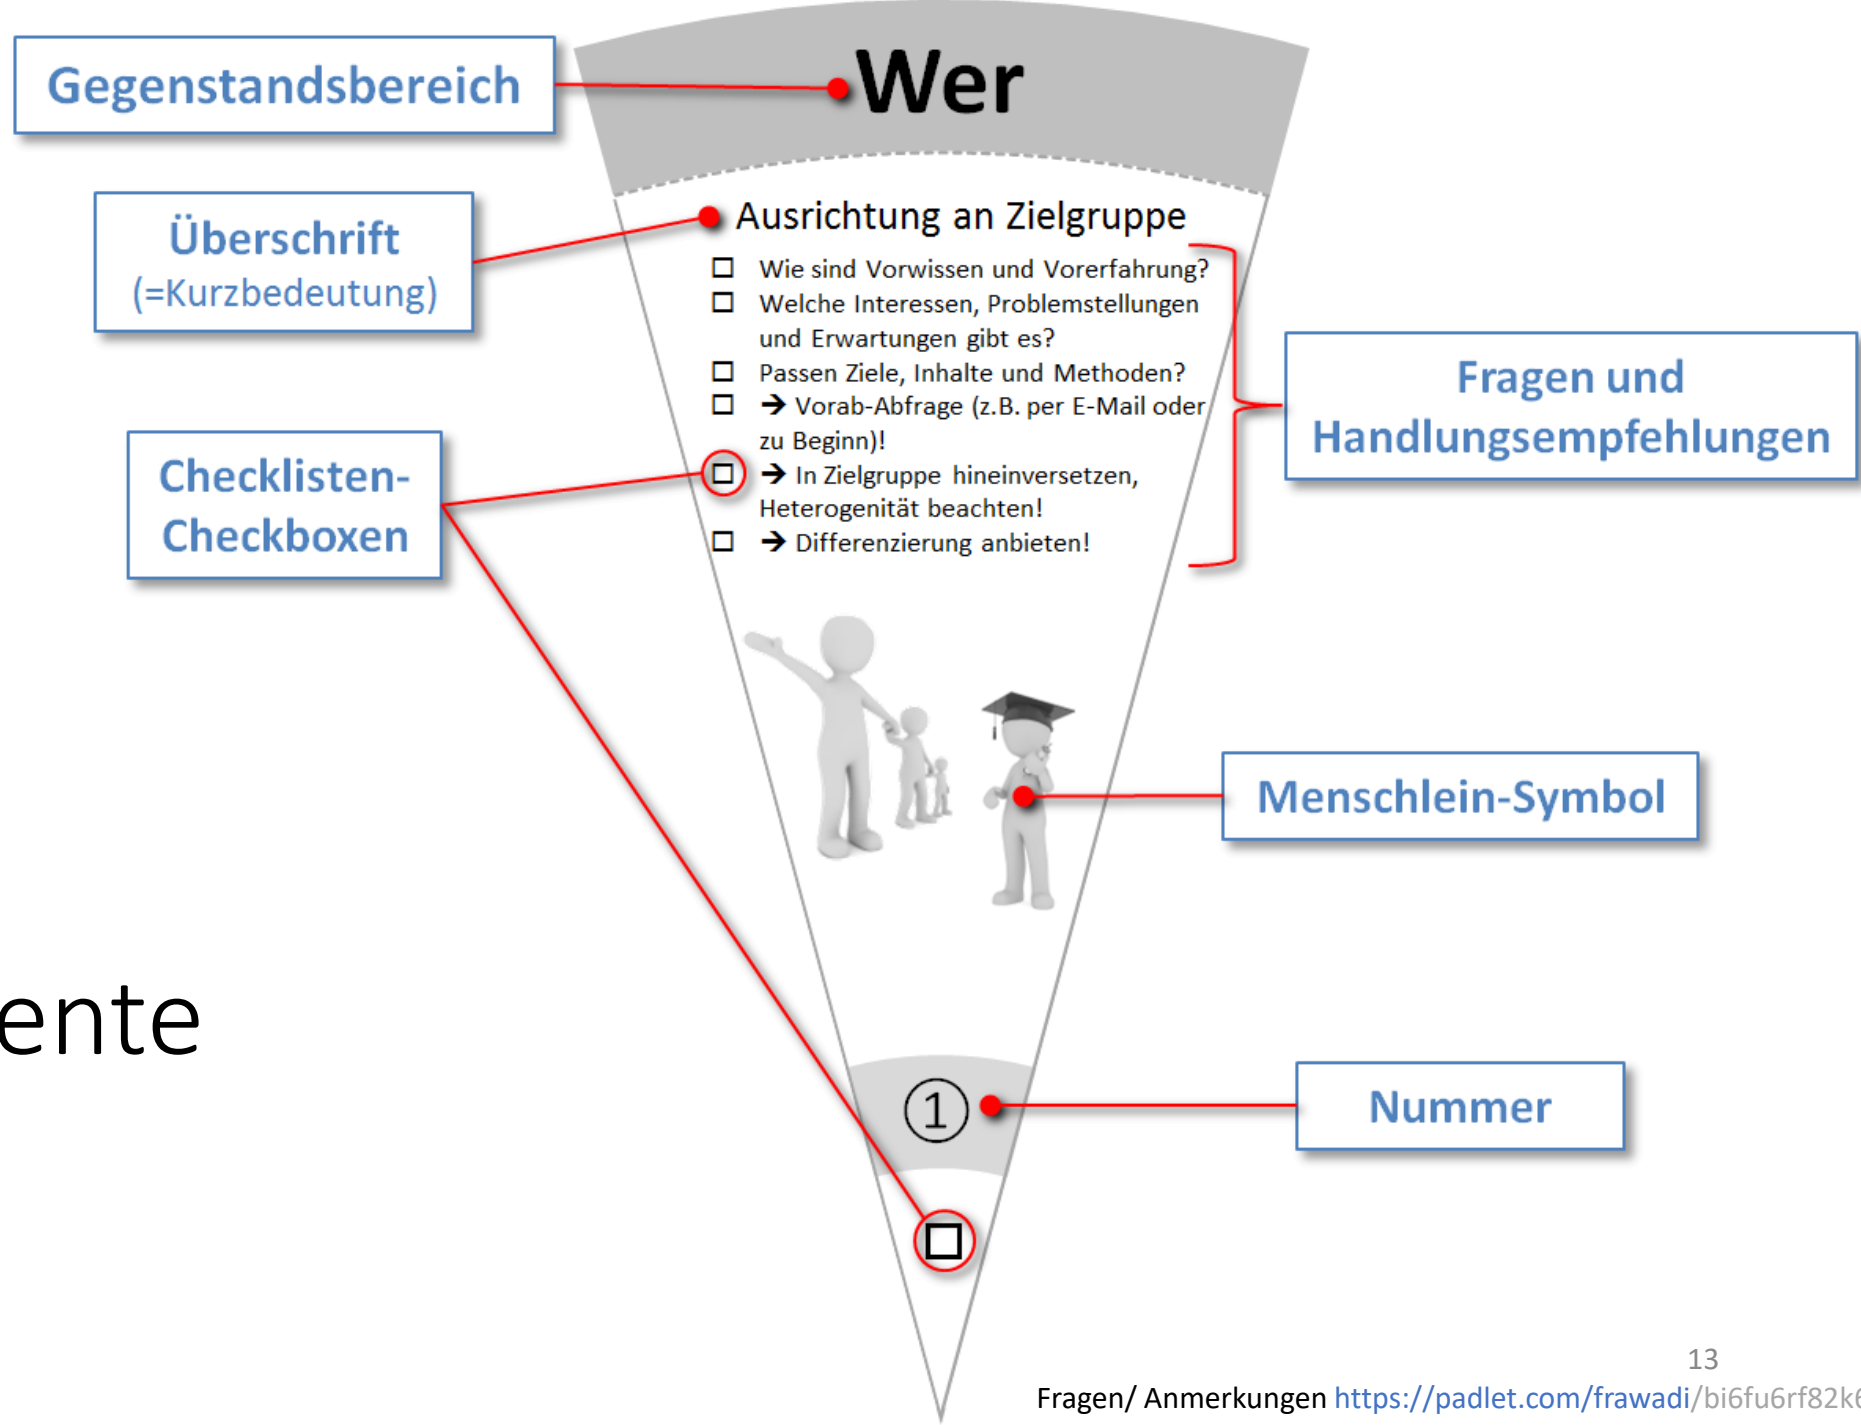 Gegenstandsbereich
Wer
Überschrift
(=Kurzbedeutung)
Ausrichtung an Zielgruppe
☐ Wie sind Vorwissen und Vorerfahrung?
☐ Welche Interessen, Problemstellungen
und Erwartungen gibt es?
☐ Passen Ziele, Inhalte und Methoden?
☐ ➔ Vorab-Abfrage (z.B. per E-Mail oder
zu Beginn)!
☐ ➔ In Zielgruppe hineinversetzen,
Heterogenität beachten!
☐ ➔ Differenzierung anbieten!
Fragen und
Handlungsempfehlungen
Checklisten-
Checkboxen
Menschlein-Symbol
ente
1
Nummer
13
Fragen/ Anmerkungen https://padlet.com/frawadi/bi6fu6rf82k6